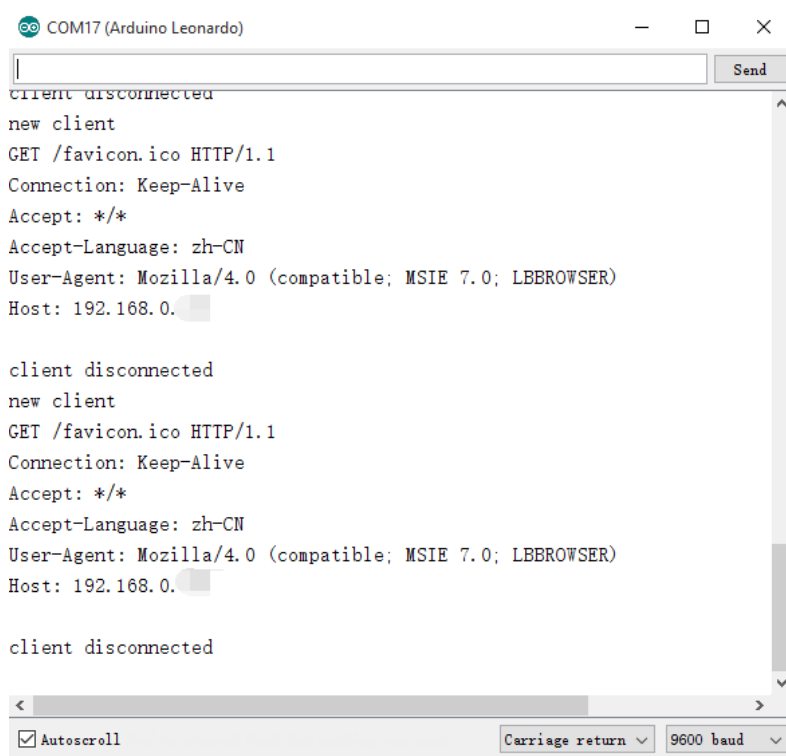 COM17 (Arduino Leonardo)
Send
client disconnected
new client
GET /favicon.ico HTTP/1.1
Connection: Keep-Alive
Accept: */*
Accept-Language: zh-CN
User-Agent: Mozilla/4.0 (compatible; MSIE 7.0; LBBROWSER)
Host: 192.168.0.
client disconnected
new client
GET /favicon.ico HTTP/1.1
Connection: Keep-Alive
Accept: */*
Accept-Language: zh-CN
User-Agent: Mozilla/4.0 (compatible; MSIE 7.0; LBBROWSER)
Host: 192.168.0.
client disconnected
Autoscroll Carriage return 9600 baud